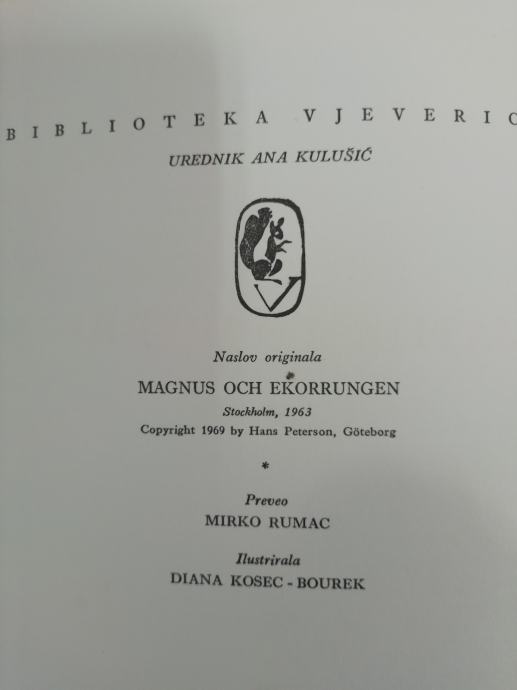 BIBLIOTEKA VJEVERIC
UREDNIK ANA KULUŠIĆ
V
Naslov originala
MAGNUS OCH EKORRUNGEN
Stockholm, 1963
Copyright 1969 by Hans Peterson, Göteborg
*
Preveo
MIRKO RUMAC
Ilustrirala
DIANA KOSEC-BOUREK